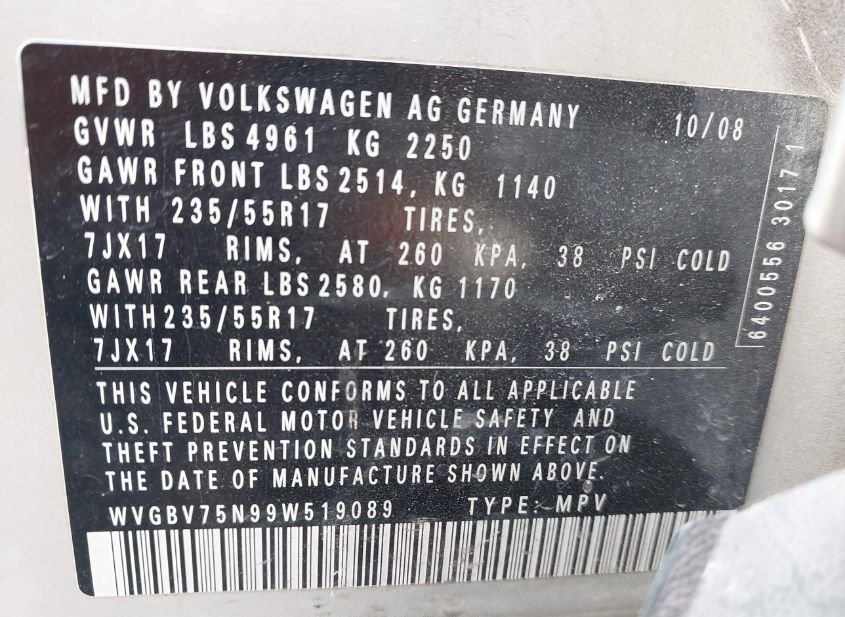 MFD BY VOLKSWAGEN AG GERMANY 10/08
GVWR LBS 4961 KG 2250
GAWR FRONT LBS 2514, KG 1140
WITH 235/55R17 TIRES,
7JX17 RIMS, AT 260 KPA, 38 PSI COLD
GAWR REAR LBS 2580, KG 1170
WITH 235/55R17 TIRES,
7JX17 RIMS, AT 260 KPA, 38 PSI COLD
THIS VEHICLE CONFORMS TO ALL APPLICABLE
U.S. FEDERAL MOTOR VEHICLE SAFETY AND
THEFT PREVENTION STANDARDS IN EFFECT ON
THE DATE OF MANUFACTURE SHOWN ABOVE.
WVGBV75N99W519089 TYPE: MPV
6400556 3017 1